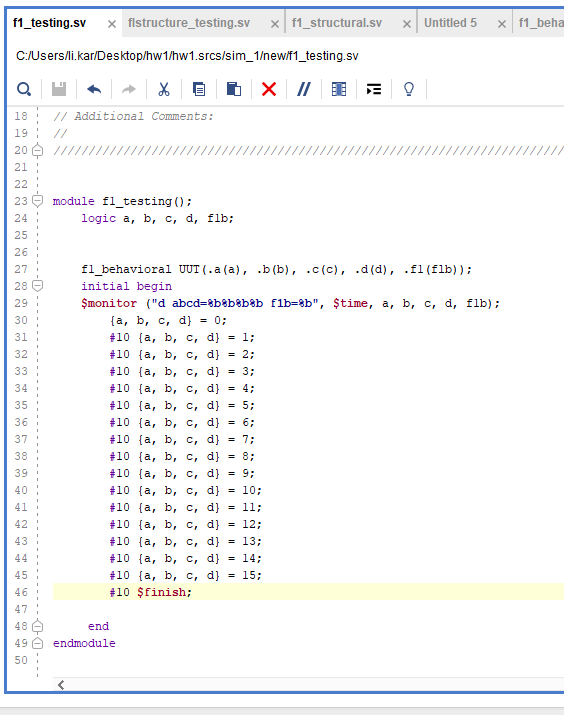 f1_testing.sv × flstructure_testing.sv × f1_structural.sv × Untitled 5 × f1_beha
C:/Users/li.kar/Desktop/hw1/hw1.srcs/sim_1/new/f1_testing.sv
18 // Additional Comments:
19 //
20 //////////////////////////////////////////////////////////////////////////
21
22
23 module f1_testing();
24 logic a, b, c, d, f1b;
25
26
27 f1_behavioral UUT(.a(a), .b(b), .c(c), .d(d), .f1(f1b));
28 initial begin
29 $monitor ("d abcd=%b%b%b%b f1b=%b", $time, a, b, c, d, f1b);
30 {a, b, c, d} = 0;
31 #10 {a, b, c, d} = 1;
32 #10 {a, b, c, d} = 2;
33 #10 {a, b, c, d} = 3;
34 #10 {a, b, c, d} = 4;
35 #10 {a, b, c, d} = 5;
36 #10 {a, b, c, d} = 6;
37 #10 {a, b, c, d} = 7;
38 #10 {a, b, c, d} = 8;
39 #10 {a, b, c, d} = 9;
40 #10 {a, b, c, d} = 10;
41 #10 {a, b, c, d} = 11;
42 #10 {a, b, c, d} = 12;
43 #10 {a, b, c, d} = 13;
44 #10 {a, b, c, d} = 14;
45 #10 {a, b, c, d} = 15;
46 #10 $finish;
47
48 end
49 endmodule
50